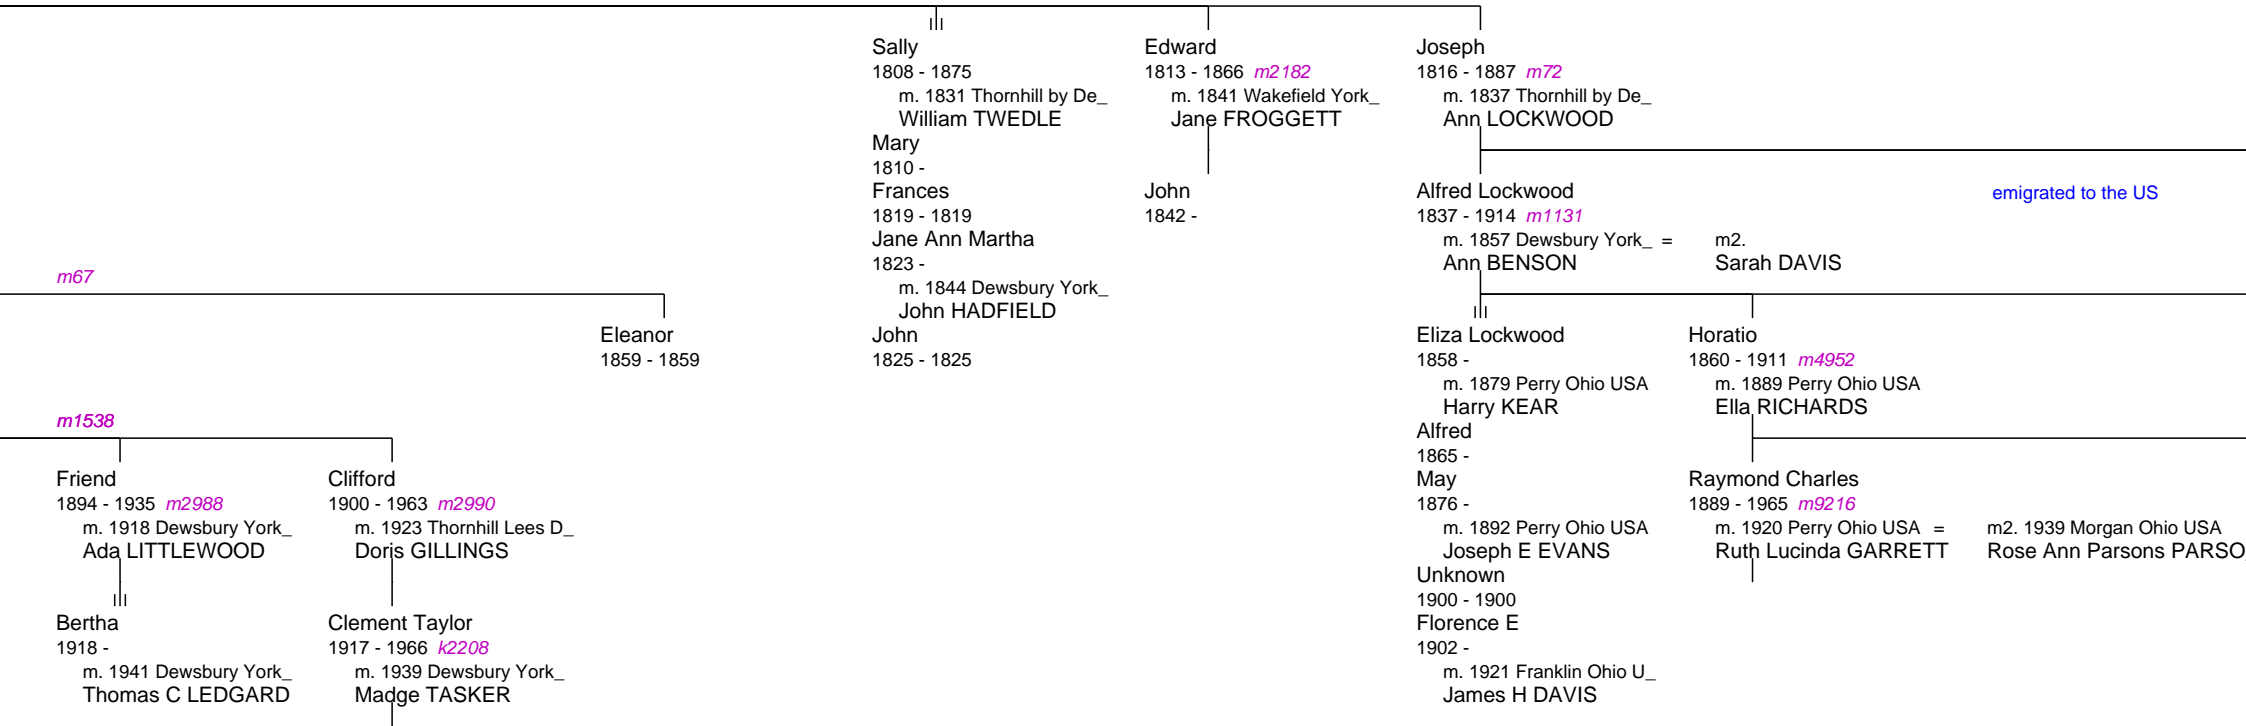 Sally
1808 - 1875
m. 1831 Thornhill by De_
William TWEDLE
Mary
1810 -
Frances
1819 - 1819
Jane Ann Martha
1823 -
m. 1844 Dewsbury York_
John HADFIELD
John
1825 - 1825
Edward
1813 - 1866 m2182
m. 1841 Wakefield York_
Jane FROGGETT
John
1842 -
Joseph
1816 - 1887 m72
m. 1837 Thornhill by De_
Ann LOCKWOOD
Alfred Lockwood
1837 - 1914 m1131
m. 1857 Dewsbury York_ = m2.
Ann BENSON Sarah DAVIS
emigrated to the US
m67
Eleanor
1859 - 1859
Eliza Lockwood
1858 -
m. 1879 Perry Ohio USA
Harry KEAR
Alfred
1865 -
May
1876 -
m. 1892 Perry Ohio USA
Joseph E EVANS
Unknown
1900 - 1900
Florence E
1902 -
m. 1921 Franklin Ohio U_
James H DAVIS
Horatio
1860 - 1911 m4952
m. 1889 Perry Ohio USA
Ella RICHARDS
Raymond Charles
1889 - 1965 m9216
m. 1920 Perry Ohio USA = m2. 1939 Morgan Ohio USA
Ruth Lucinda GARRETT Rose Ann Parsons PARSO
m1538
Friend
1894 - 1935 m2988
m. 1918 Dewsbury York_
Ada LITTLEWOOD
Bertha
1918 -
m. 1941 Dewsbury York_
Thomas C LEDGARD
Clifford
1900 - 1963 m2990
m. 1923 Thornhill Lees D_
Doris GILLINGS
Clement Taylor
1917 - 1966 k2208
m. 1939 Dewsbury York_
Madge TASKER